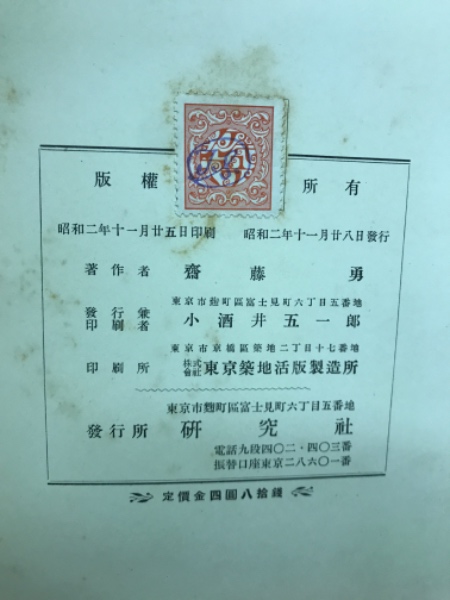 版權所有
昭和二年十一月廿五日印刷　昭和二年十一月廿八日發行
著作者　齋藤勇
東京市麴町區富士見町六丁目五番地
發行兼印刷者　小酒井五一郎
東京市京橋區築地二丁目十七番地
印刷所　株式會社東京築地活版製造所
東京市麴町區富士見町六丁目五番地
發行所　研究社
電話九段四〇二・四〇三番
振替口座東京二八六〇一番
定價金四圓八拾錢